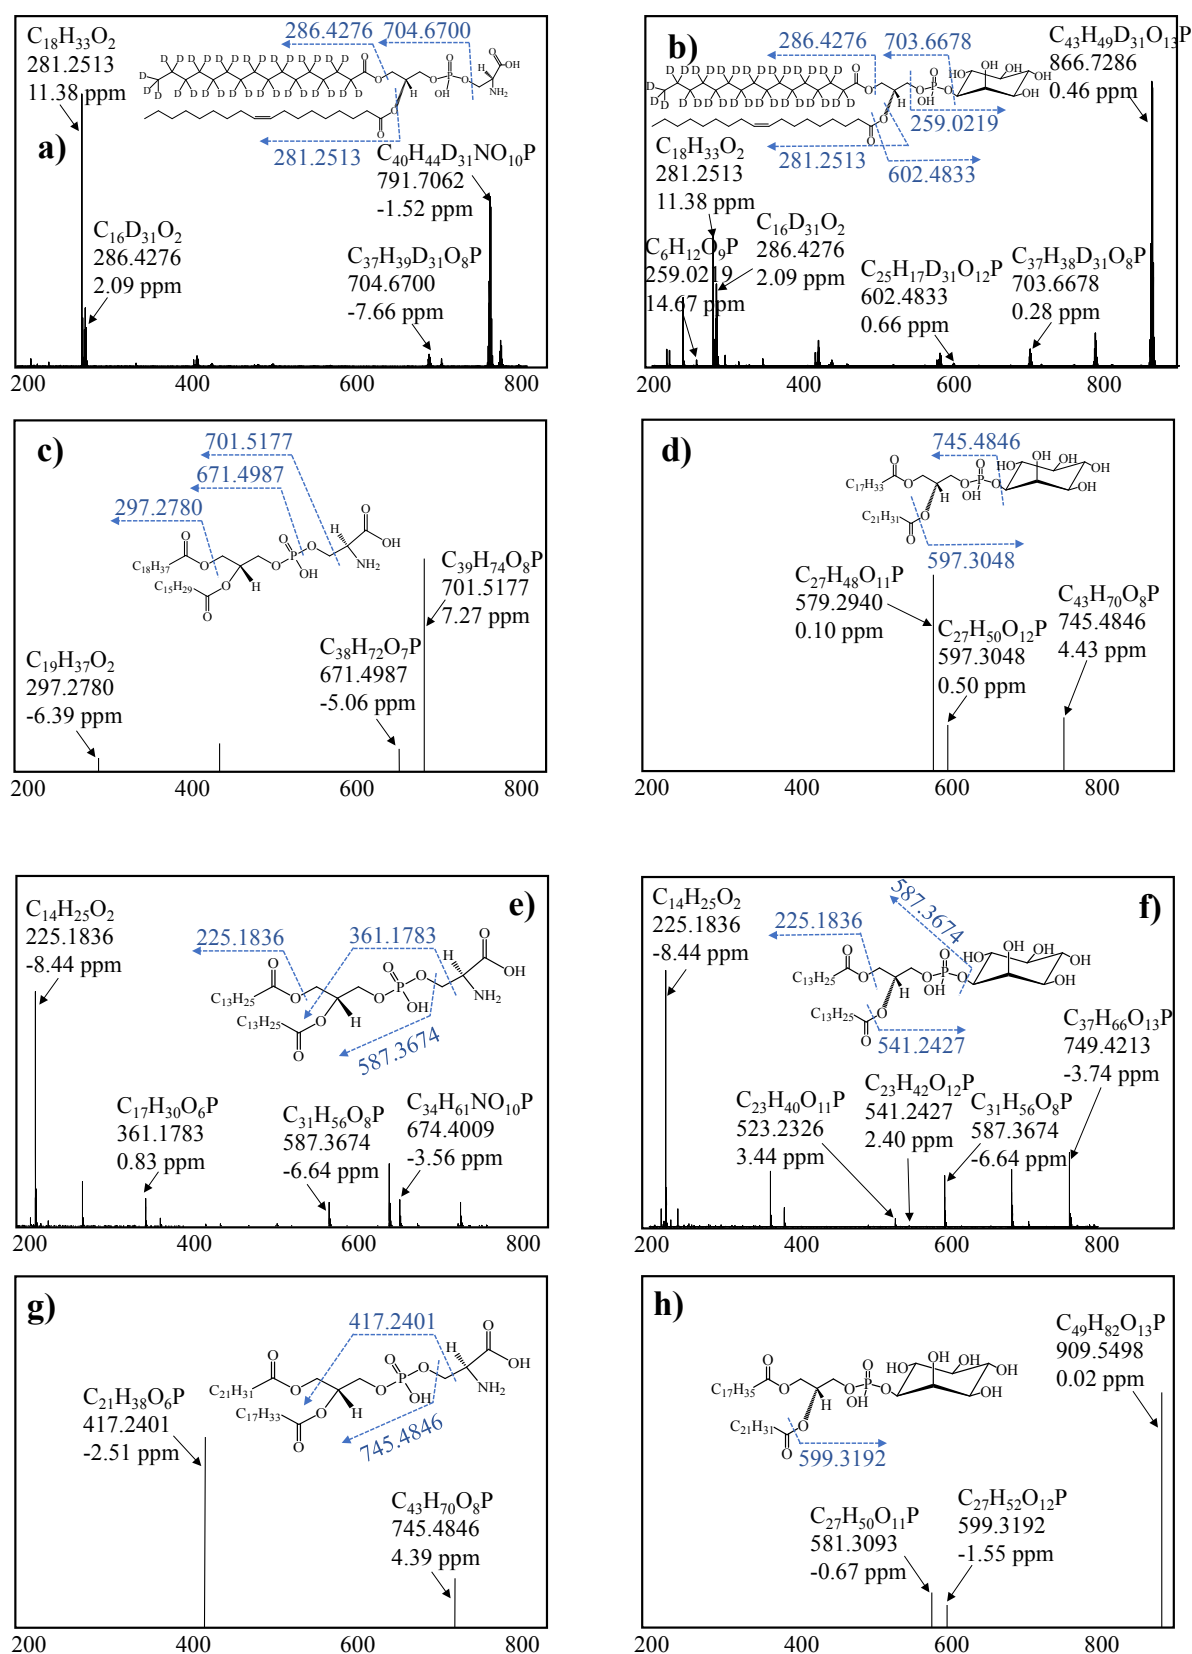 a)
C₁₈H₃₃O₂
281.2513
11.38 ppm
286.4276
704.6700
281.2513
C₁₆D₃₁O₂
286.4276
2.09 ppm
C₃₇H₃₉D₃₁O₈P
704.6700
-7.66 ppm
C₄₀H₄₄D₃₁NO₁₀P
791.7062
-1.52 ppm
200 400 600 800
b)
286.4276
703.6678
259.0219
281.2513
602.4833
C₄₃H₄₉D₃₁O₁₃P
866.7286
0.46 ppm
C₁₈H₃₃O₂
281.2513
11.38 ppm
C₆H₁₂O₉P
259.0219
14.67 ppm
C₁₆D₃₁O₂
286.4276
2.09 ppm
C₂₅H₁₇D₃₁O₁₂P
602.4833
0.66 ppm
C₃₇H₃₈D₃₁O₈P
703.6678
0.28 ppm
200 400 600 800
c)
701.5177
671.4987
297.2780
C₁₈H₃₇
C₁₅H₂₉
O O O O P O OH O H O OH NH₂
C₁₉H₃₇O₂
297.2780
-6.39 ppm
C₃₈H₇₂O₇P
671.4987
-5.06 ppm
C₃₉H₇₄O₈P
701.5177
7.27 ppm
200 400 600 800
d)
745.4846
C₁₇H₃₃
C₂₁H₃₁
597.3048
C₂₇H₄₈O₁₁P
579.2940
0.10 ppm
C₂₇H₅₀O₁₂P
597.3048
0.50 ppm
C₄₃H₇₀O₈P
745.4846
4.43 ppm
200 400 600 800
e)
C₁₄H₂₅O₂
225.1836
-8.44 ppm
225.1836
361.1783
587.3674
C₁₃H₂₅
C₁₃H₂₅
C₁₇H₃₀O₆P
361.1783
0.83 ppm
C₃₁H₅₆O₈P
587.3674
-6.64 ppm
C₃₄H₆₁NO₁₀P
674.4009
-3.56 ppm
200 400 600 800
f)
C₁₄H₂₅O₂
225.1836
-8.44 ppm
225.1836
587.3674
541.2427
C₁₃H₂₅
C₁₃H₂₅
C₂₃H₄₀O₁₁P
523.2326
3.44 ppm
C₂₃H₄₂O₁₂P
541.2427
2.40 ppm
C₃₁H₅₆O₈P
587.3674
-6.64 ppm
C₃₇H₆₆O₁₃P
749.4213
-3.74 ppm
200 400 600 800
g)
417.2401
745.4846
C₂₁H₃₁
C₁₇H₃₃
C₂₁H₃₈O₆P
417.2401
-2.51 ppm
C₄₃H₇₀O₈P
745.4846
4.39 ppm
200 400 600 800
h)
C₁₇H₃₅
C₂₁H₃₁
599.3192
C₄₉H₈₂O₁₃P
909.5498
0.02 ppm
C₂₇H₅₀O₁₁P
581.3093
-0.67 ppm
C₂₇H₅₂O₁₂P
599.3192
-1.55 ppm
200 400 600 800